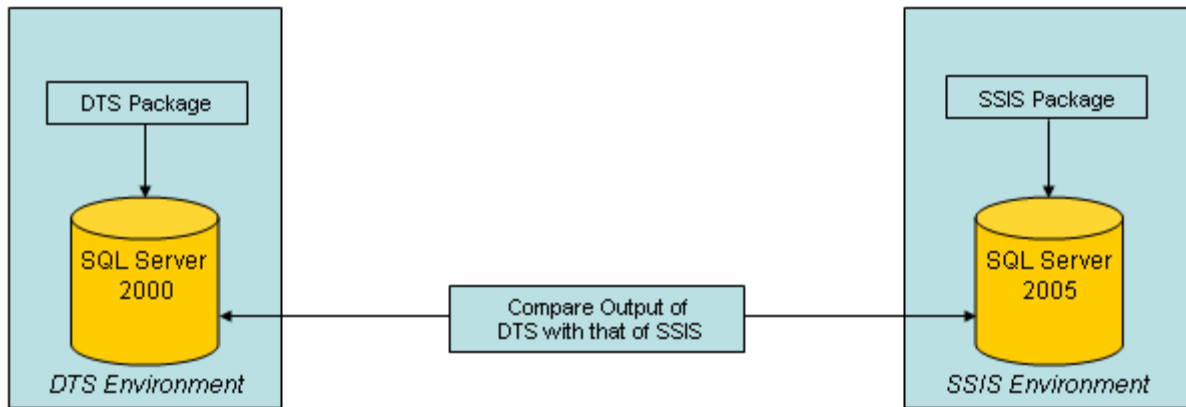 DTS Package
SQL Server
2000
DTS Environment
Compare Output of
DTS with that of SSIS
SSIS Package
SQL Server
2005
SSIS Environment